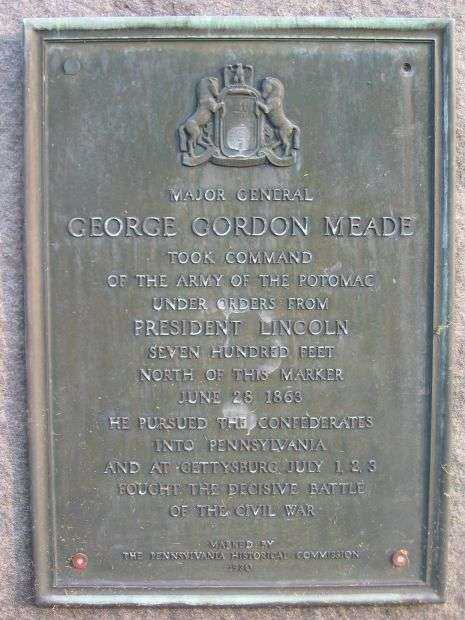 MAJOR GENERAL
GEORGE GORDON MEADE
TOOK COMMAND
OF THE ARMY OF THE POTOMAC
UNDER ORDERS FROM
PRESIDENT LINCOLN
SEVEN HUNDRED FEET
NORTH OF THIS MARKER
JUNE 28 1863
HE PURSUED THE CONFEDERATES
INTO PENNSYLVANIA
AND AT GETTYSBURG JULY 1, 2, 3
FOUGHT THE DECISIVE BATTLE
OF THE CIVIL WAR
MARKED BY
THE PENNSYLVANIA HISTORICAL COMMISSION
1930